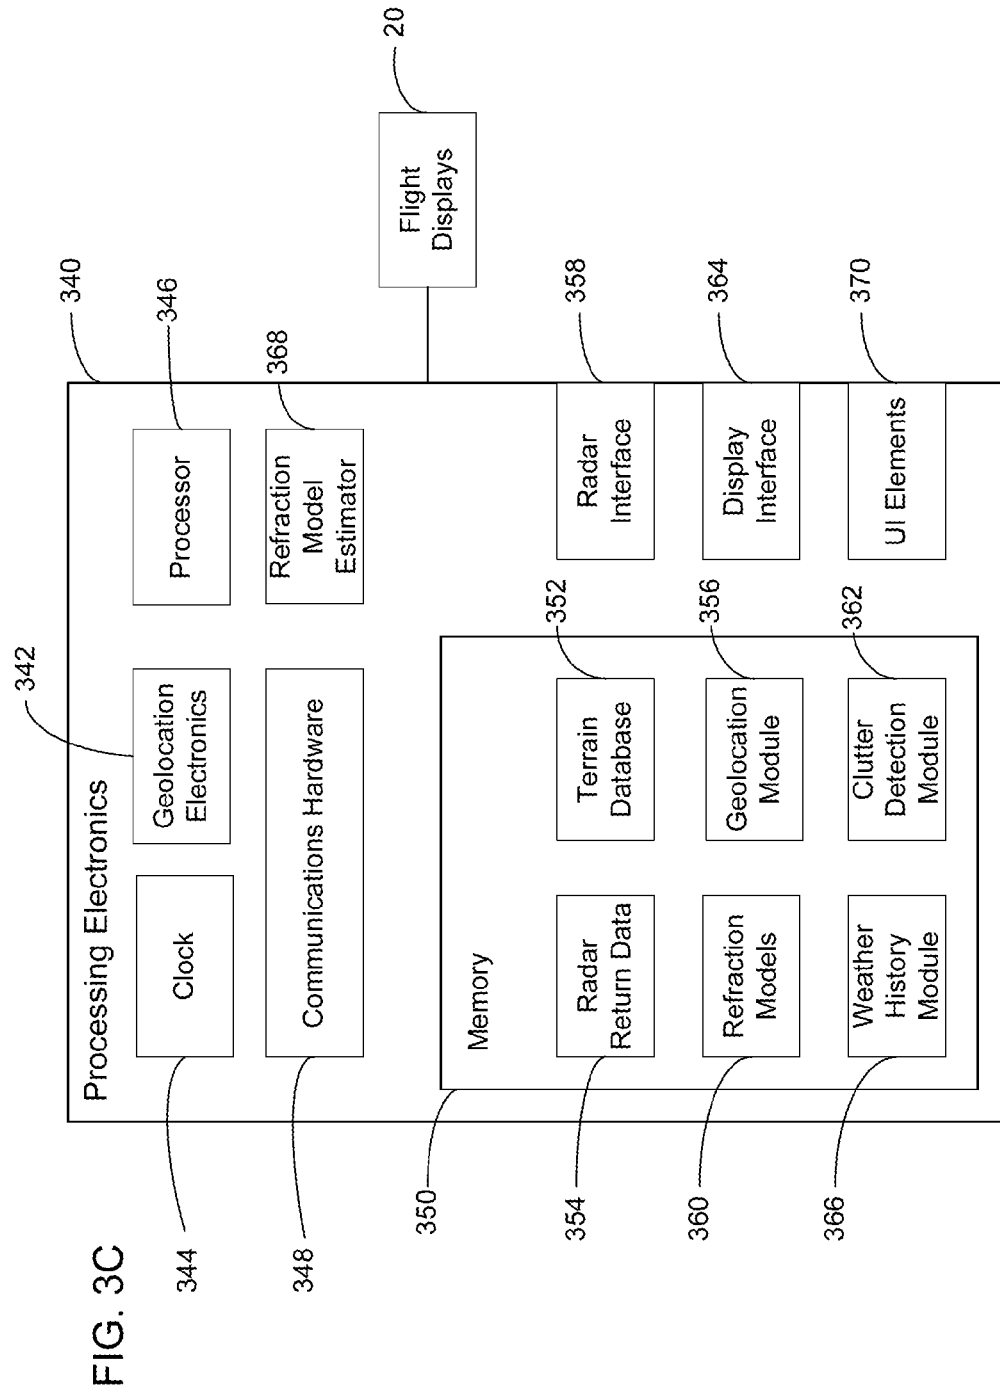 FIG. 3C
Processing Electronics
340
342
344
Clock
Geolocation
Electronics
Processor
346
348
Communications Hardware
Refraction
Model
Estimator
368
Flight
Displays
20
350
Memory
354
Radar
Return Data
Terrain
Database
352
Radar
Interface
358
360
Refraction
Models
Geolocation
Module
356
Display
Interface
364
366
Weather
History
Module
Clutter
Detection
Module
362
UI Elements
370